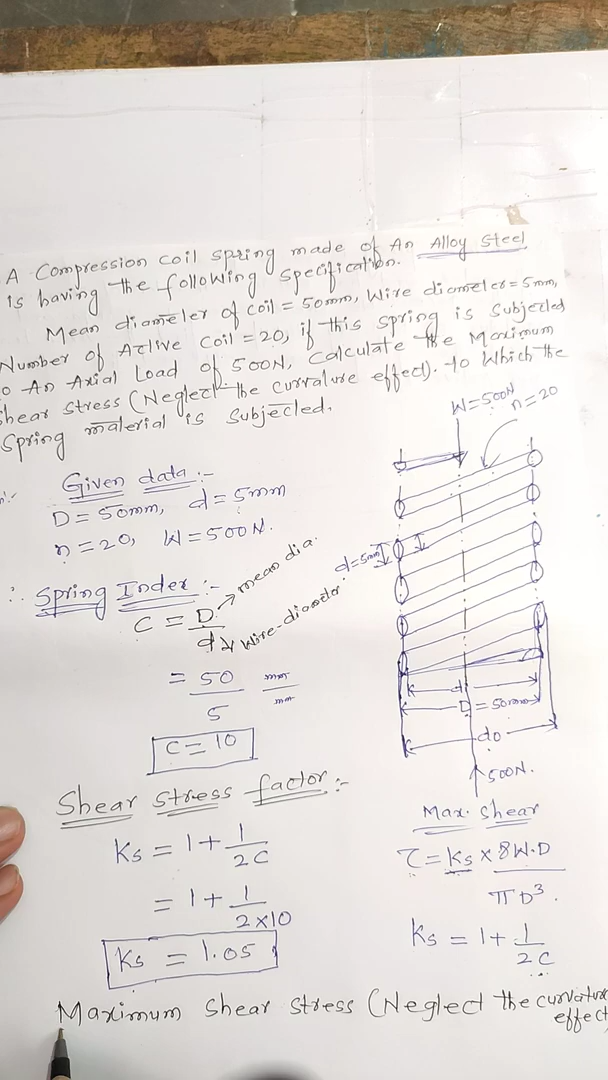 A Compression coil spring made of An Alloy steel
is having the following specification.
Mean diameter of coil = 50mm, Wire diameter = 5mm,
Number of Active coil = 20, if this spring is Subjected
o An Axial Load of 500N, Calculate the Maximum
shear stress (Neglect the curvature effect). to Which the
Spring material is Subjected.
W=500N
n=20
Given data:-
D = 50mm, d = 5mm
n = 20, W = 500N.
d=5mm
∴ Spring Index:-
C = D/d
mean dia.
Wire-diameter
= 50/5 mm/mm
C = 10
di
D = 50mm
do
500N.
Shear stress factor:-
Ks = 1 + 1/2C
= 1 + 1/2×10
Ks = 1.05
Max. shear
τ = Ks × 8W.D/πD³.
Ks = 1 + 1/2C
Maximum shear stress (Neglect the curvature
effect